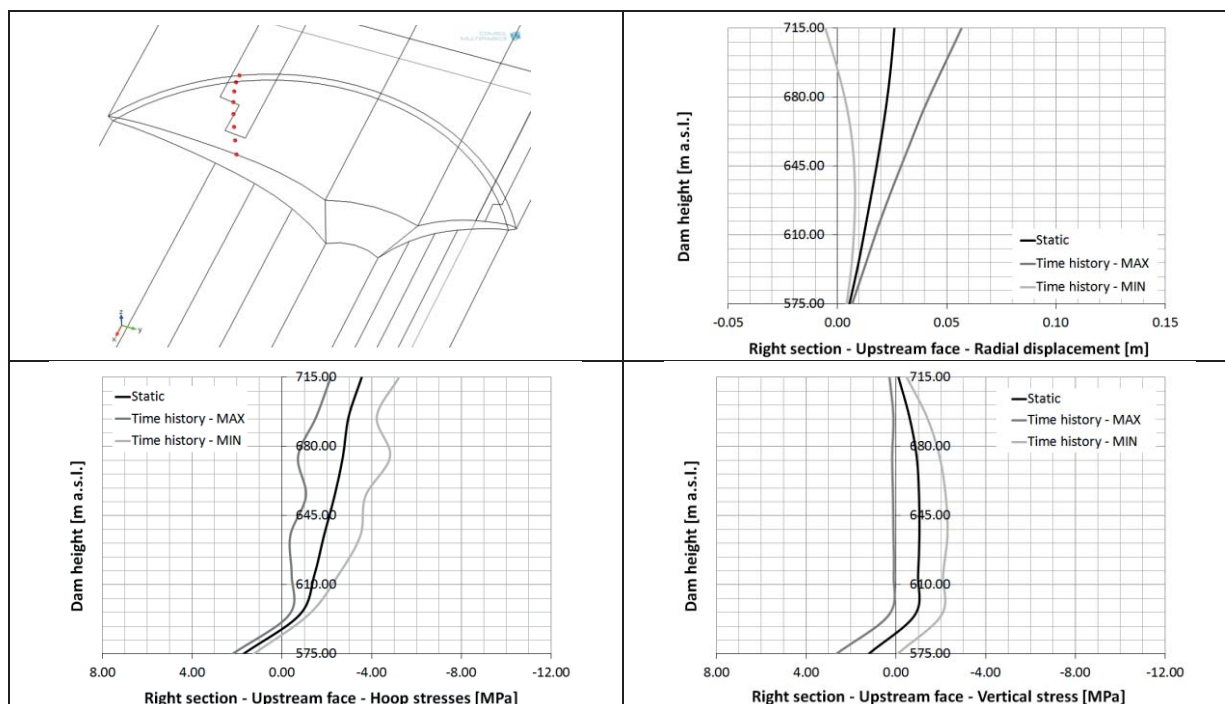 z
y
x
Dam height [m a.s.l.]
715.00
680.00
645.00
610.00
575.00
Static
Time history - MAX
Time history - MIN
-0.05 0.00 0.05 0.10 0.15
Right section - Upstream face - Radial displacement [m]
Dam height [m a.s.l.]
715.00
Static
Time history - MAX
Time history - MIN
680.00
645.00
610.00
575.00
8.00 4.00 0.00 -4.00 -8.00 -12.00
Right section - Upstream face - Hoop stresses [MPa]
Dam height [m a.s.l.]
715.00
Static
Time history - MAX
Time history - MIN
680.00
645.00
610.00
575.00
8.00 4.00 0.00 -4.00 -8.00 -12.00
Right section - Upstream face - Vertical stress [MPa]